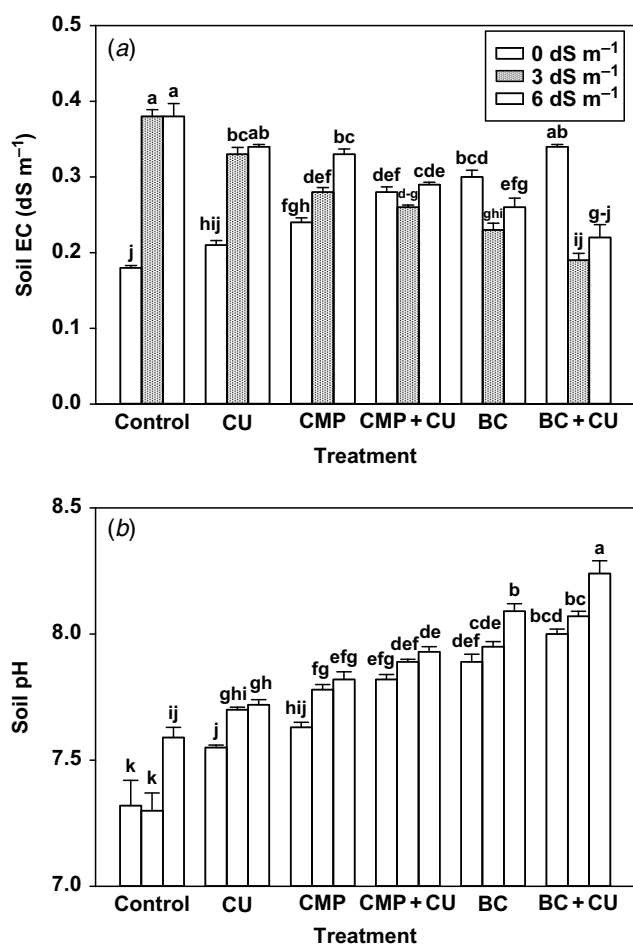 (a)
0 dS m⁻¹
3 dS m⁻¹
6 dS m⁻¹
Soil EC (dS m⁻¹)
0.5
0.4
0.3
0.2
0.1
0.0
j a a
hij bc ab
fgh def bc
def d-g cde
bcd ghi efg
ab ij g-j
Control CU CMP CMP + CU BC BC + CU
Treatment
(b)
Soil pH
8.5
8.0
7.5
7.0
k k ij
j ghi gh
hij fg efg
efg def de
def cde b
bcd bc a
Control CU CMP CMP + CU BC BC + CU
Treatment